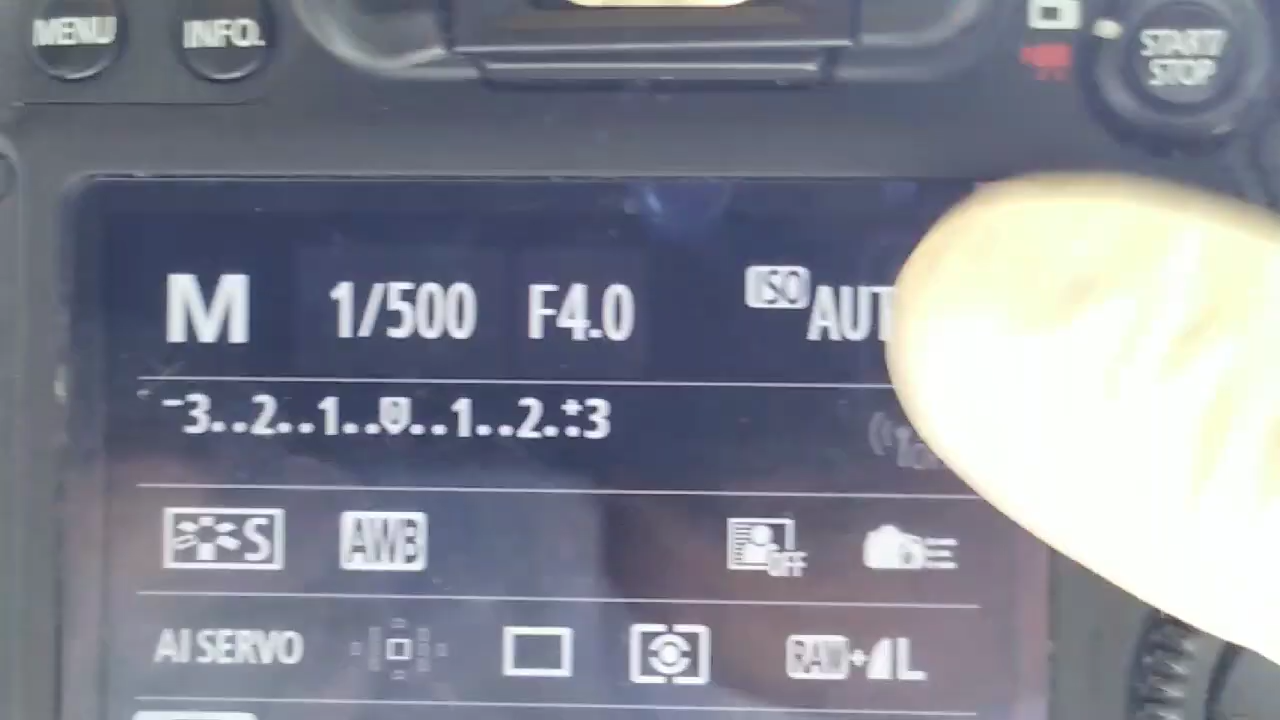 MENU INFO. START/
STOP
M 1/500 F4.0 ISO AUT
-3..2..1..0..1..2.:+3
S AWB OFF
AI SERVO RAW+L